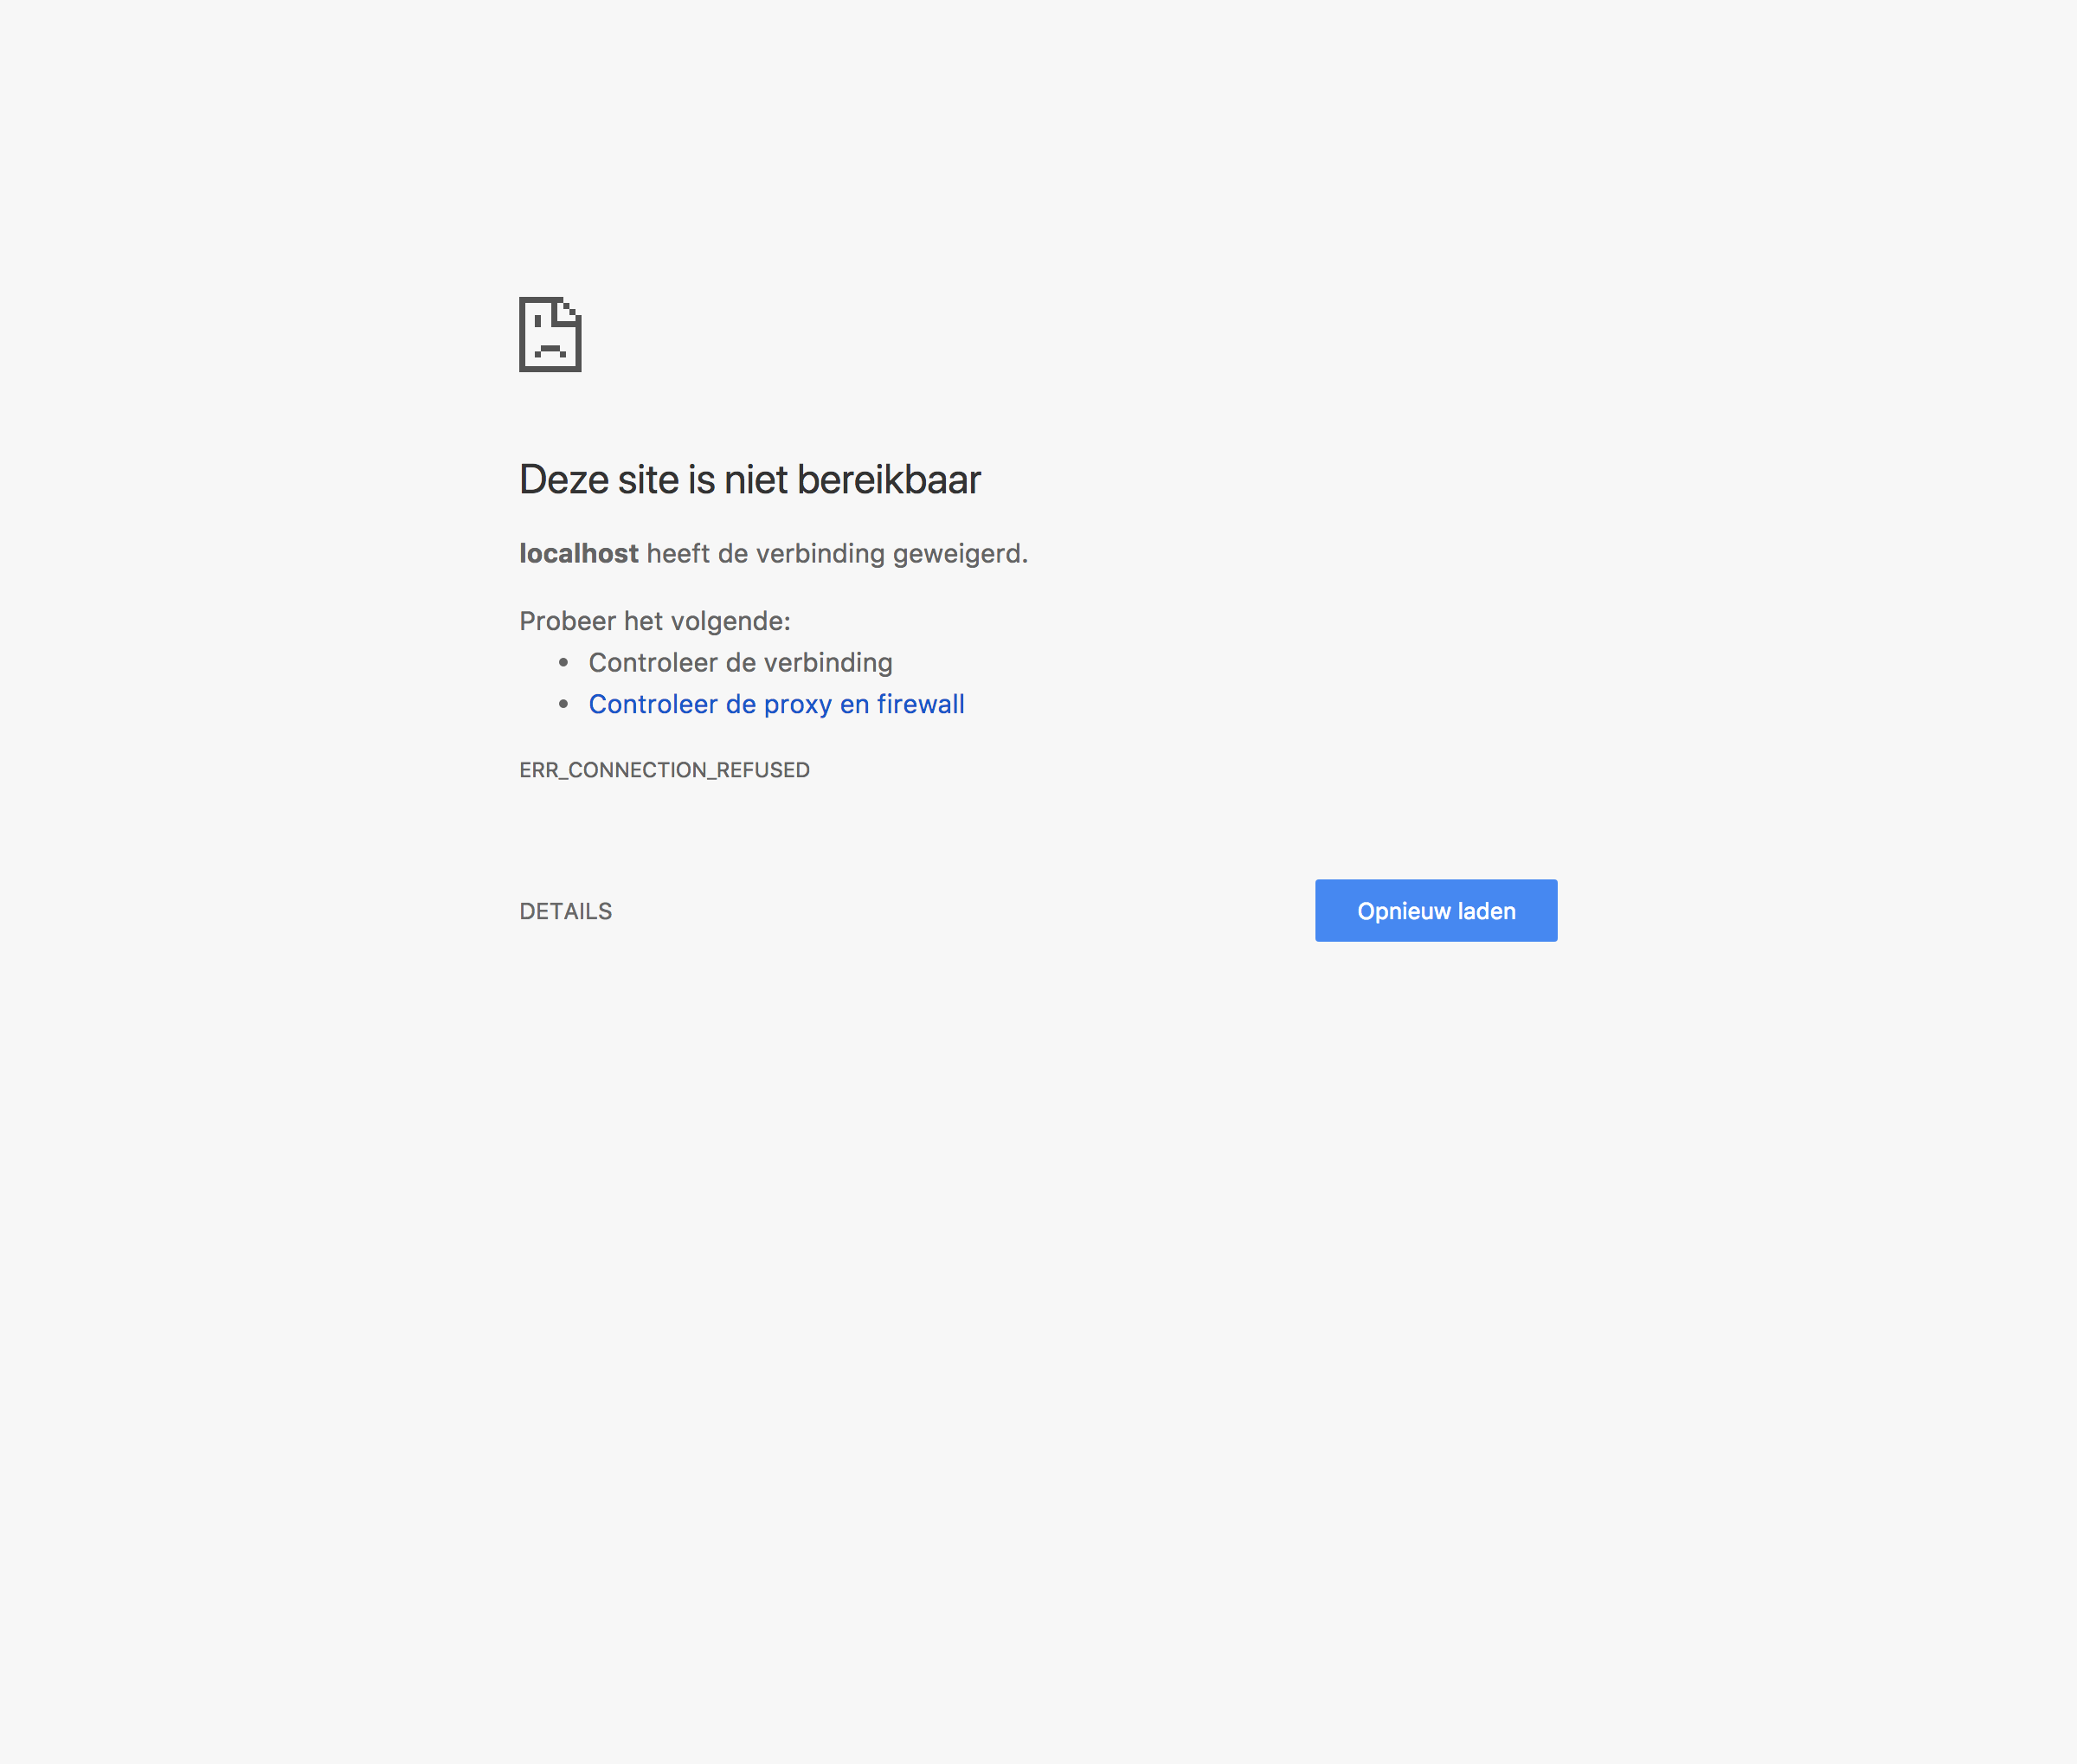 Deze site is niet bereikbaar
localhost heeft de verbinding geweigerd.
Probeer het volgende:
• Controleer de verbinding
• Controleer de proxy en firewall
ERR_CONNECTION_REFUSED
DETAILS
Opnieuw laden